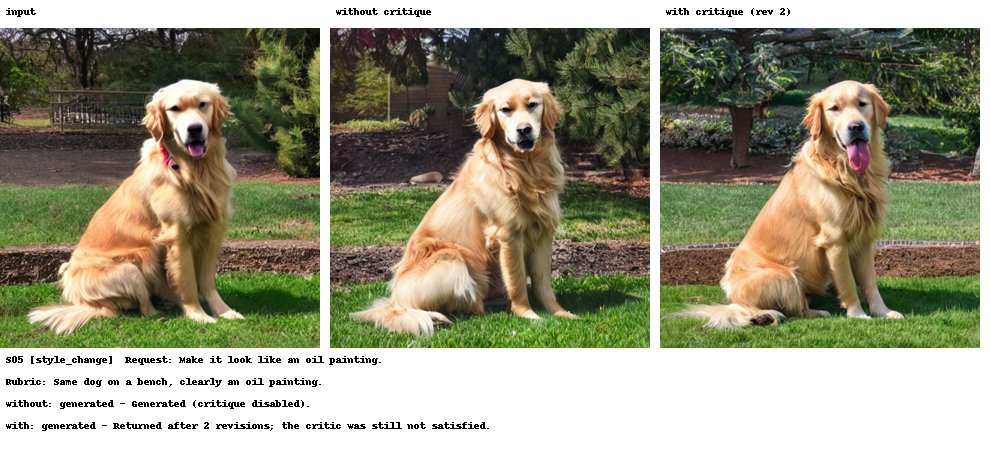 input
without critique
with critique (rev 2)
S05 [style_change]  Request: Make it look like an oil painting.
Rubric: Same dog on a bench, clearly an oil painting.
without: generated - Generated (critique disabled).
with: generated - Returned after 2 revisions; the critic was still not satisfied.